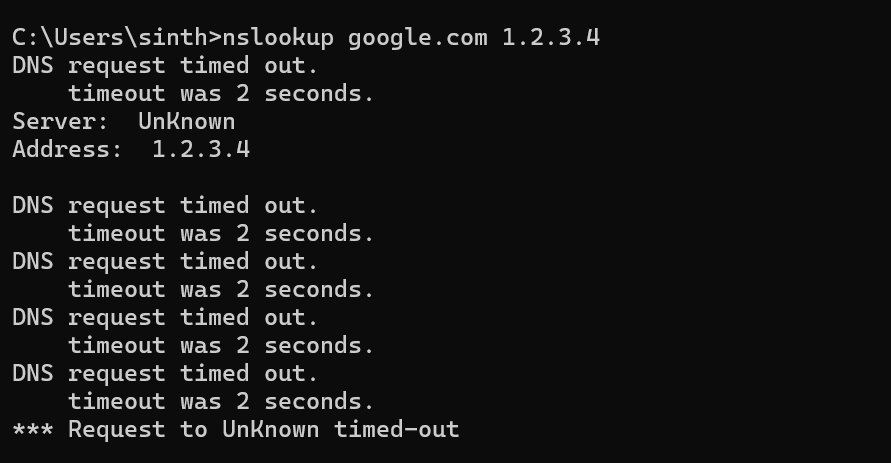 C:\Users\sinth>nslookup google.com 1.2.3.4
DNS request timed out.
    timeout was 2 seconds.
Server:  UnKnown
Address:  1.2.3.4

DNS request timed out.
    timeout was 2 seconds.
DNS request timed out.
    timeout was 2 seconds.
DNS request timed out.
    timeout was 2 seconds.
DNS request timed out.
    timeout was 2 seconds.
*** Request to UnKnown timed-out